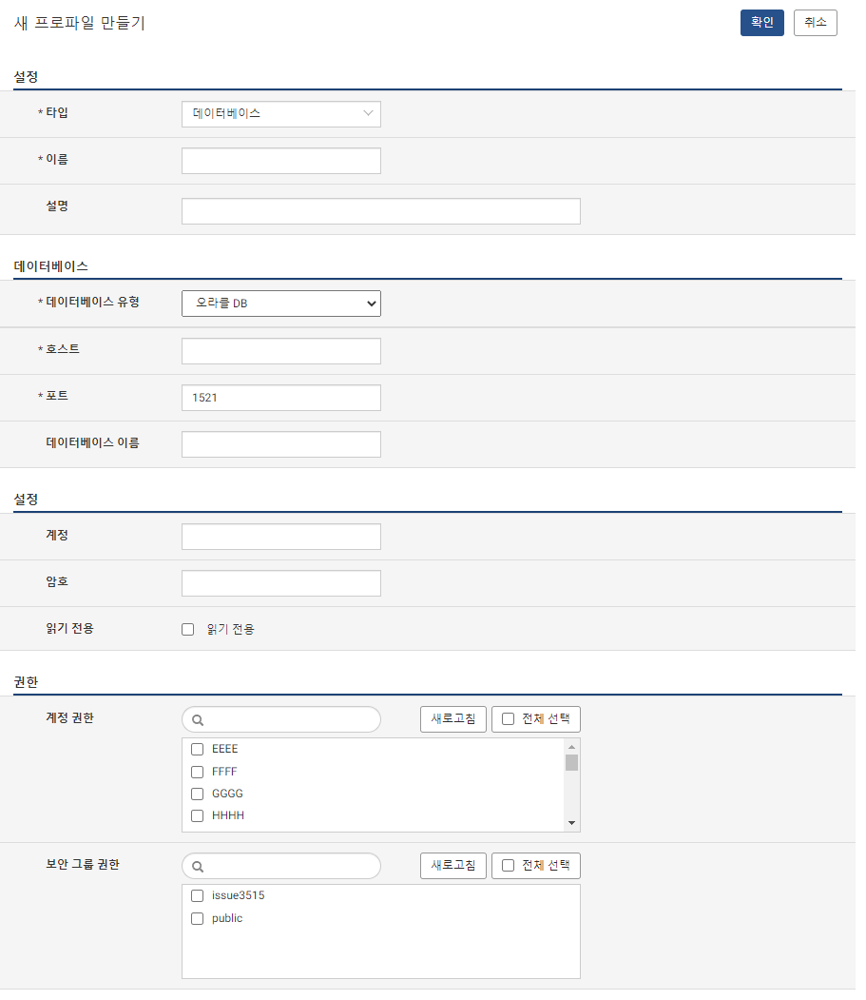 새 프로파일 만들기
확인 취소
설정
* 타입 데이터베이스
* 이름
설명
데이터베이스
* 데이터베이스 유형 오라클 DB
* 호스트
* 포트 1521
데이터베이스 이름
설정
계정
암호
읽기 전용 읽기 전용
권한
계정 권한 새로고침 전체 선택
EEEE
FFFF
GGGG
HHHH
보안 그룹 권한 새로고침 전체 선택
issue3515
public